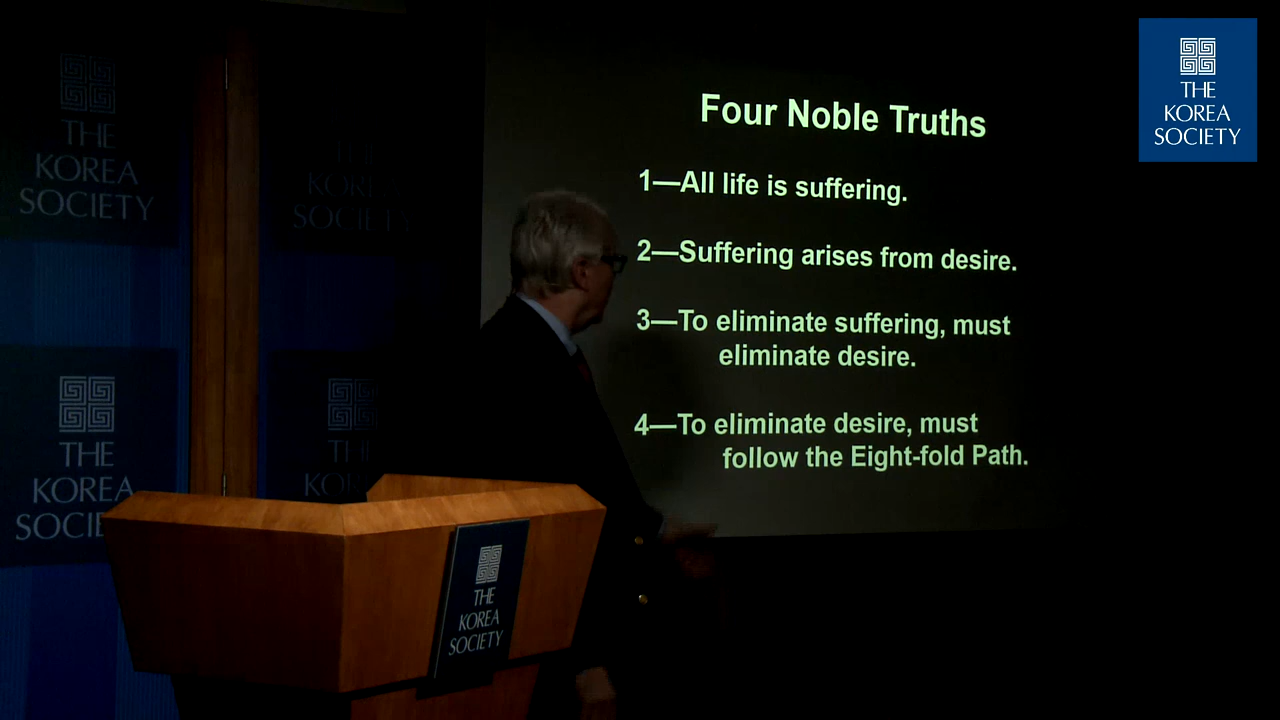 THE
KOREA
SOCIETY
THE
KOREA
SOCIETY
Four Noble Truths
1—All life is suffering.
2—Suffering arises from desire.
3—To eliminate suffering, must
eliminate desire.
4—To eliminate desire, must
follow the Eight-fold Path.
THE
KOREA
SOCIETY
THE
KOREA
THE
KOREA
SOCIETY